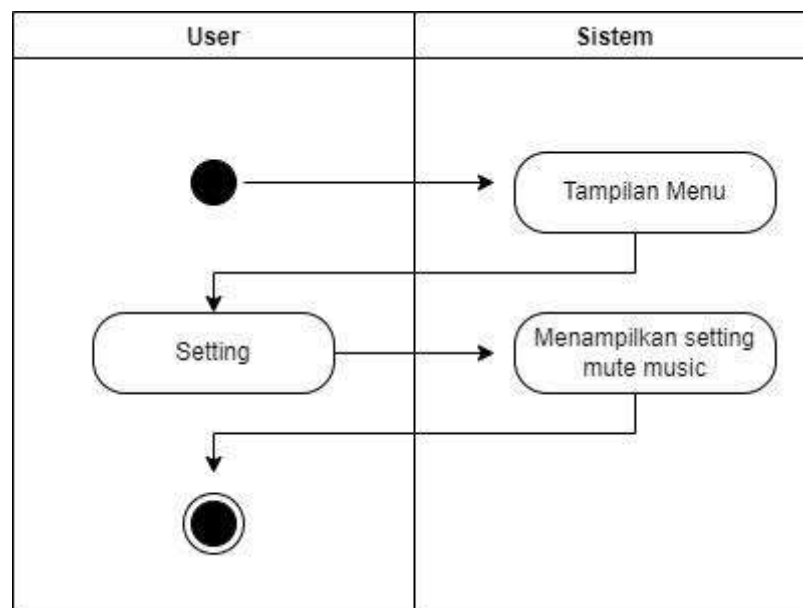 User
Sistem
Tampilan Menu
Setting
Menampilkan setting
mute music